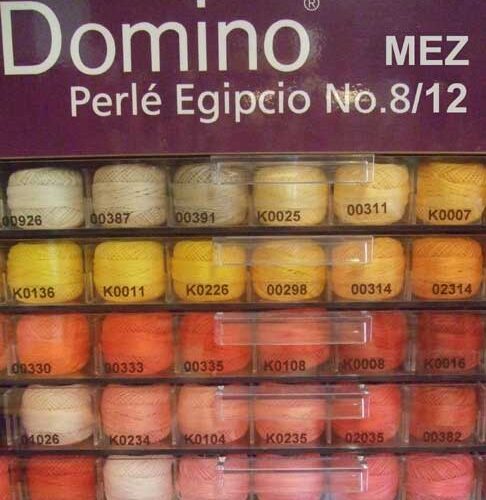 Domino®
MEZ
Perlé Egipcio No.8/12
00926 00387 00391 K0025 00311 K0007
K0136 K0011 K0226 00298 00314 02314
00330 00333 00335 K0108 K0008 K0016
01026 K0234 K0104 K0235 02035 00382